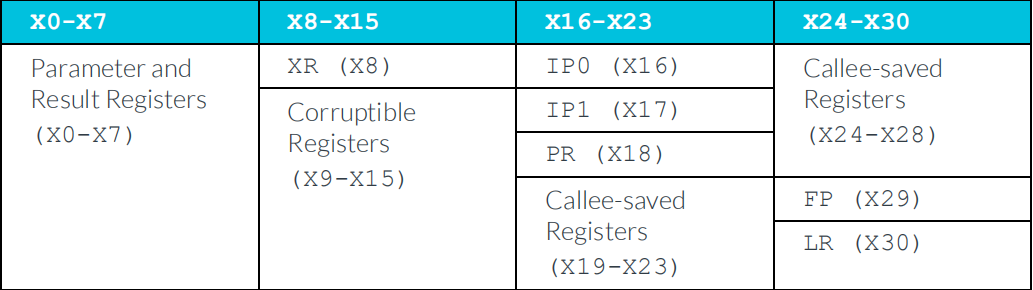 X0-X7
X8-X15
X16-X23
X24-X30
Parameter and
Result Registers
(X0-X7)
XR (X8)
Corruptible
Registers
(X9-X15)
IP0 (X16)
IP1 (X17)
PR (X18)
Callee-saved
Registers
(X19-X23)
Callee-saved
Registers
(X24-X28)
FP (X29)
LR (X30)